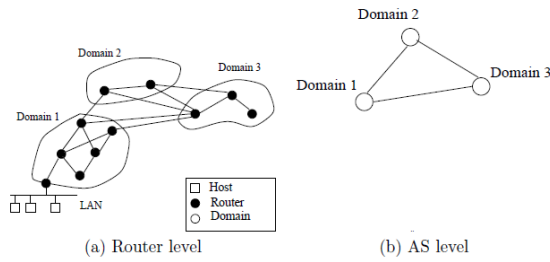 Domain 2
Domain 3
Domain 1
LAN
Host
Router
Domain
(a) Router level
Domain 2
Domain 3
Domain 1
(b) AS level